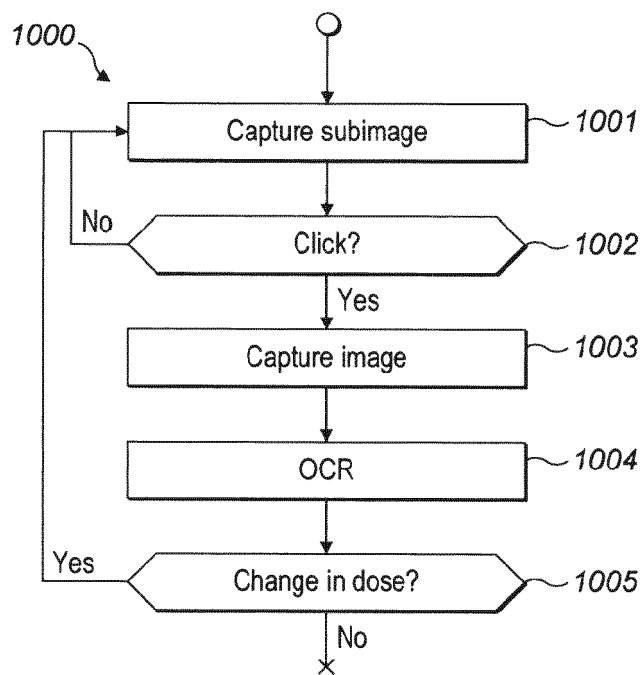 1000
Capture subimage
1001
No
Click?
1002
Yes
Capture image
1003
OCR
1004
Yes
Change in dose?
1005
No